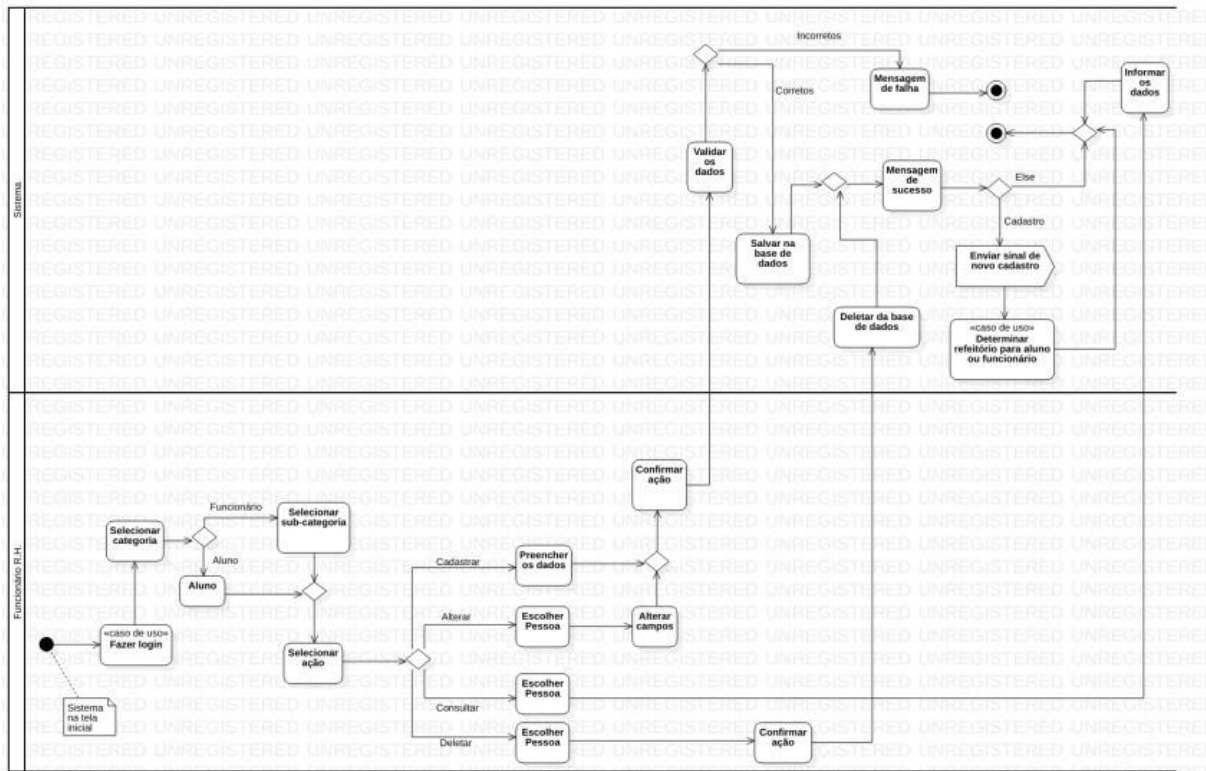 Incorretos
Mensagem
de falha
Informar
os
dados
Corretos
Validar
os
dados
Mensagem
de
sucesso
Else
Sistema
Cadastro
Salvar na
base de
dados
Enviar sinal de
novo cadastro
Deletar da base
de dados
«caso de uso»
Determinar
refeitório para aluno
ou funcionário
Confirmar
ação
Funcionário
Selecionar
sub-categoria
Selecionar
categoria
Aluno
Cadastrar
Preencher
os dados
Aluno
Funcionário R.H.
Alterar
Escolher
Pessoa
Alterar
campos
«caso de uso»
Fazer login
Selecionar
ação
Escolher
Pessoa
Consultar
Sistema
na tela
inicial
Deletar
Escolher
Pessoa
Confirmar
ação
UNREGISTERED